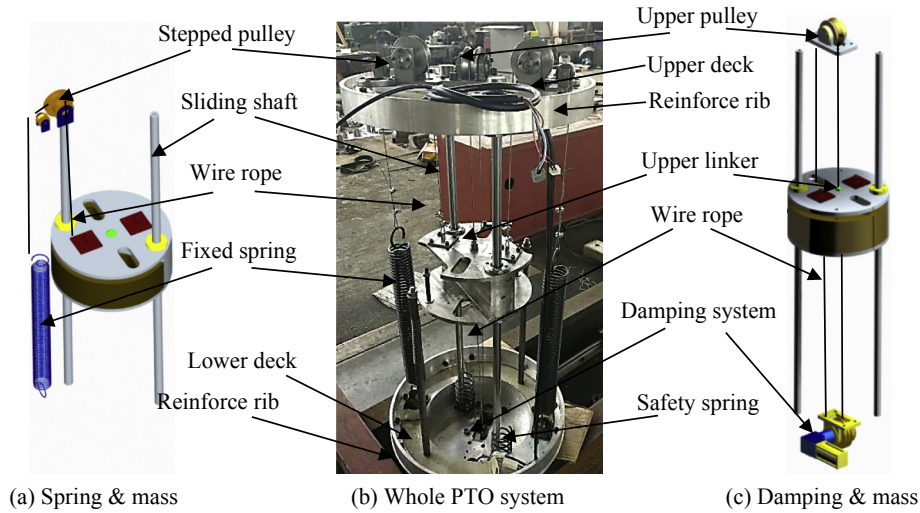 Stepped pulley
Sliding shaft
Wire rope
Fixed spring
Lower deck
Reinforce rib
Upper pulley
Upper deck
Reinforce rib
Upper linker
Wire rope
Damping system
Safety spring
(a) Spring & mass
(b) Whole PTO system
(c) Damping & mass